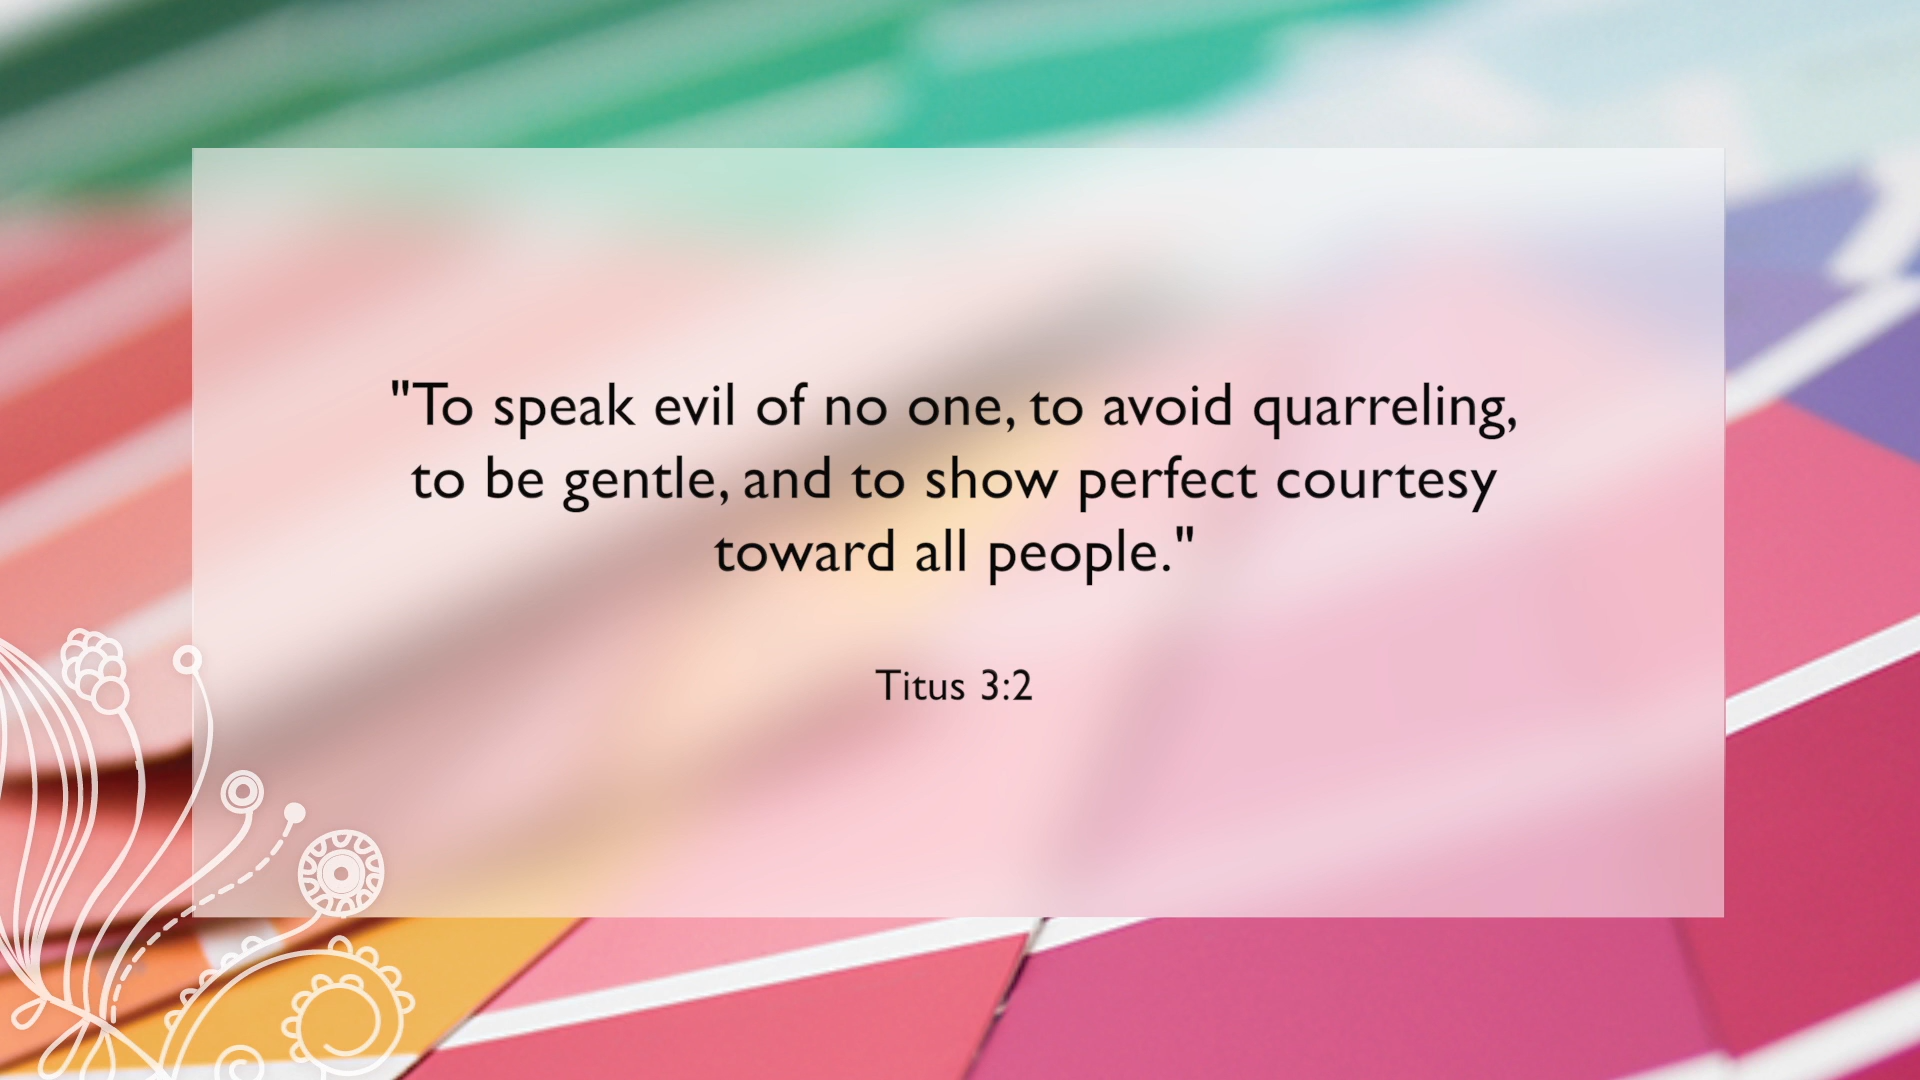 "To speak evil of no one, to avoid quarreling,
to be gentle, and to show perfect courtesy
toward all people."
Titus 3:2